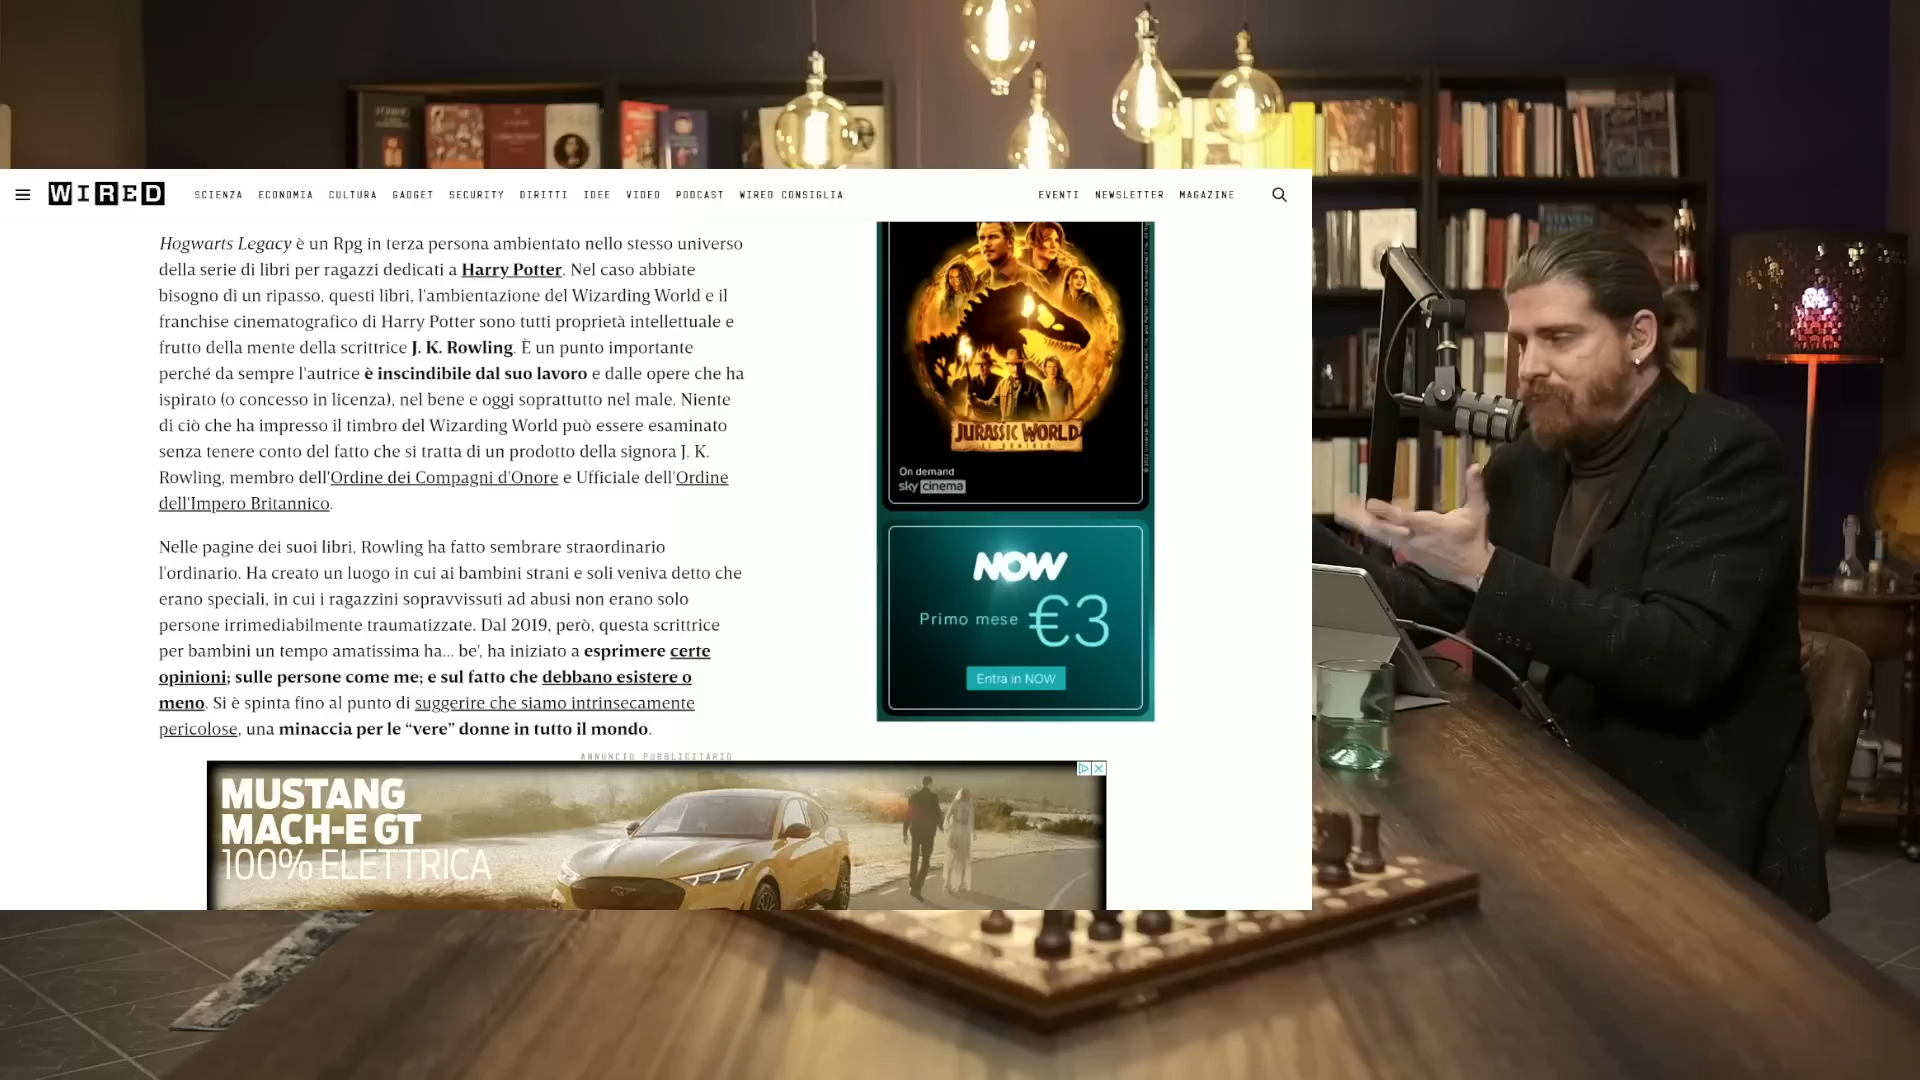 WIRED
SCIENZA ECONOMIA CULTURA GADGET SECURITY DIRITTI IDEE VIDEO PODCAST WIRED CONSIGLIA
EVENTI NEWSLETTER MAGAZINE
Hogwarts Legacy è un Rpg in terza persona ambientato nello stesso universo
della serie di libri per ragazzi dedicati a Harry Potter. Nel caso abbiate
bisogno di un ripasso, questi libri, l'ambientazione del Wizarding World e il
franchise cinematografico di Harry Potter sono tutti proprietà intellettuale e
frutto della mente della scrittrice J. K. Rowling. È un punto importante
perché da sempre l'autrice è inscindibile dal suo lavoro e dalle opere che ha
ispirato (o concesso in licenza), nel bene e oggi soprattutto nel male. Niente
di ciò che ha impresso il timbro del Wizarding World può essere esaminato
senza tenere conto del fatto che si tratta di un prodotto della signora J. K.
Rowling, membro dell'Ordine dei Compagni d'Onore e Ufficiale dell'Ordine
dell'Impero Britannico.
Nelle pagine dei suoi libri, Rowling ha fatto sembrare straordinario
l'ordinario. Ha creato un luogo in cui ai bambini strani e soli veniva detto che
erano speciali, in cui i ragazzini sopravvissuti ad abusi non erano solo
persone irrimediabilmente traumatizzate. Dal 2019, però, questa scrittrice
per bambini un tempo amatissima ha... be', ha iniziato a esprimere certe
opinioni; sulle persone come me; e sul fatto che debbano esistere o
meno. Si è spinta fino al punto di suggerire che siamo intrinsecamente
pericolose, una minaccia per le “vere” donne in tutto il mondo.
JURASSIC WORLD
IL DOMINIO
On demand
sky cinema
NOW
Primo mese €3
Entra in NOW
ANNUNCIO PUBBLICITARIO
MUSTANG
MACH-E GT
100% ELETTRICA